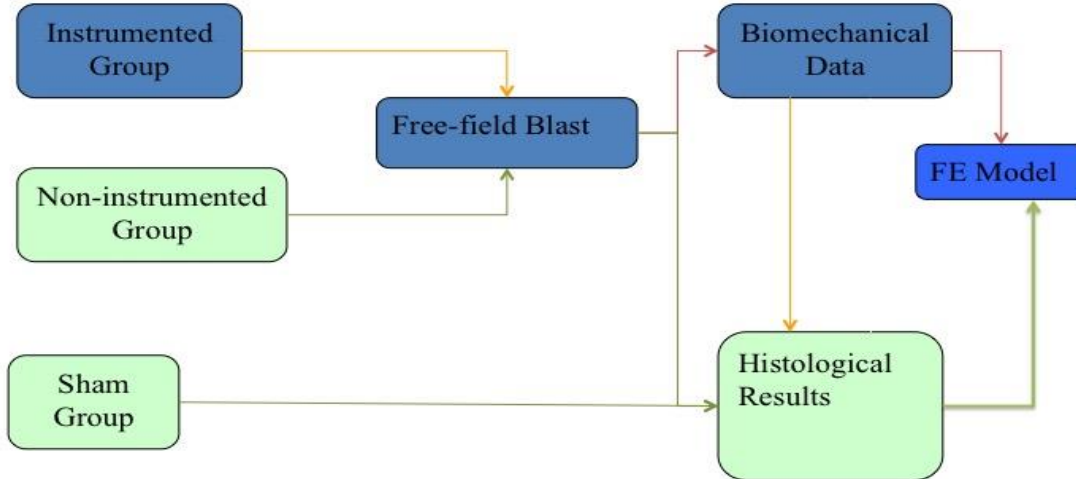 Instrumented
Group
Biomechanical
Data
Free-field Blast
FE Model
Non-instrumented
Group
Histological
Results
Sham
Group